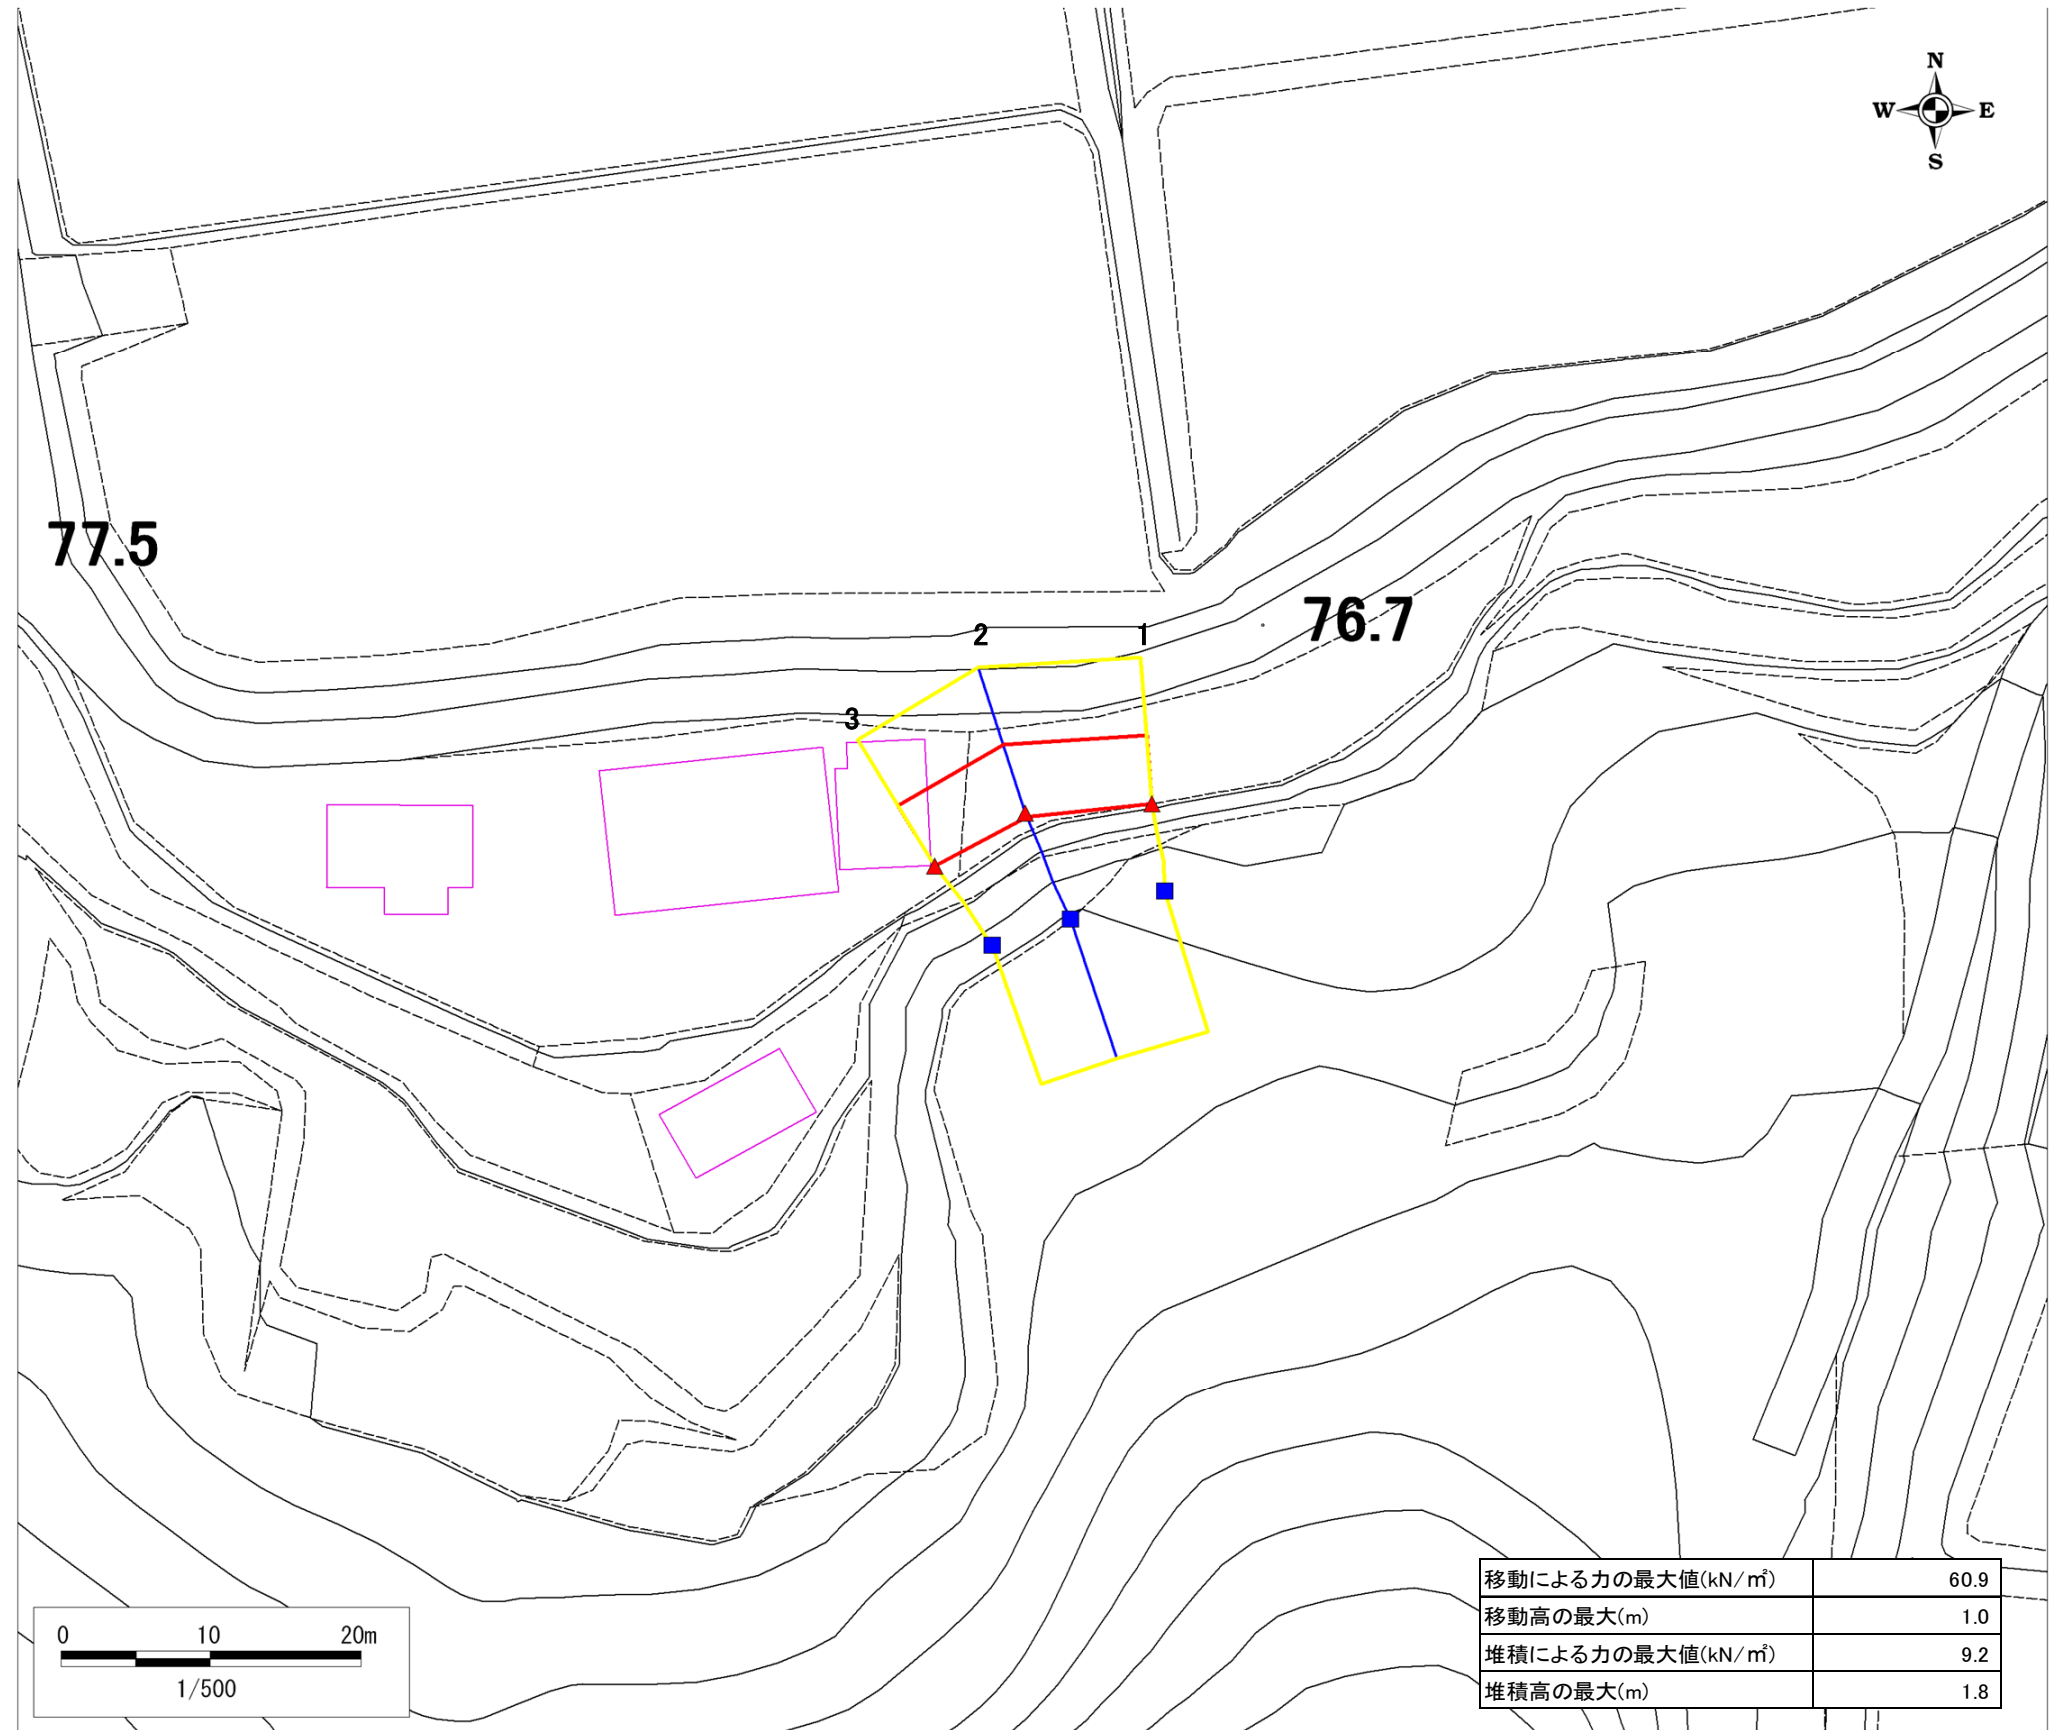 N
W E
S
77.5
76.7
2 1
3
移動による力の最大値(kN/㎡) 60.9
移動高の最大(m) 1.0
堆積による力の最大値(kN/㎡) 9.2
堆積高の最大(m) 1.8
0 10 20m
1/500